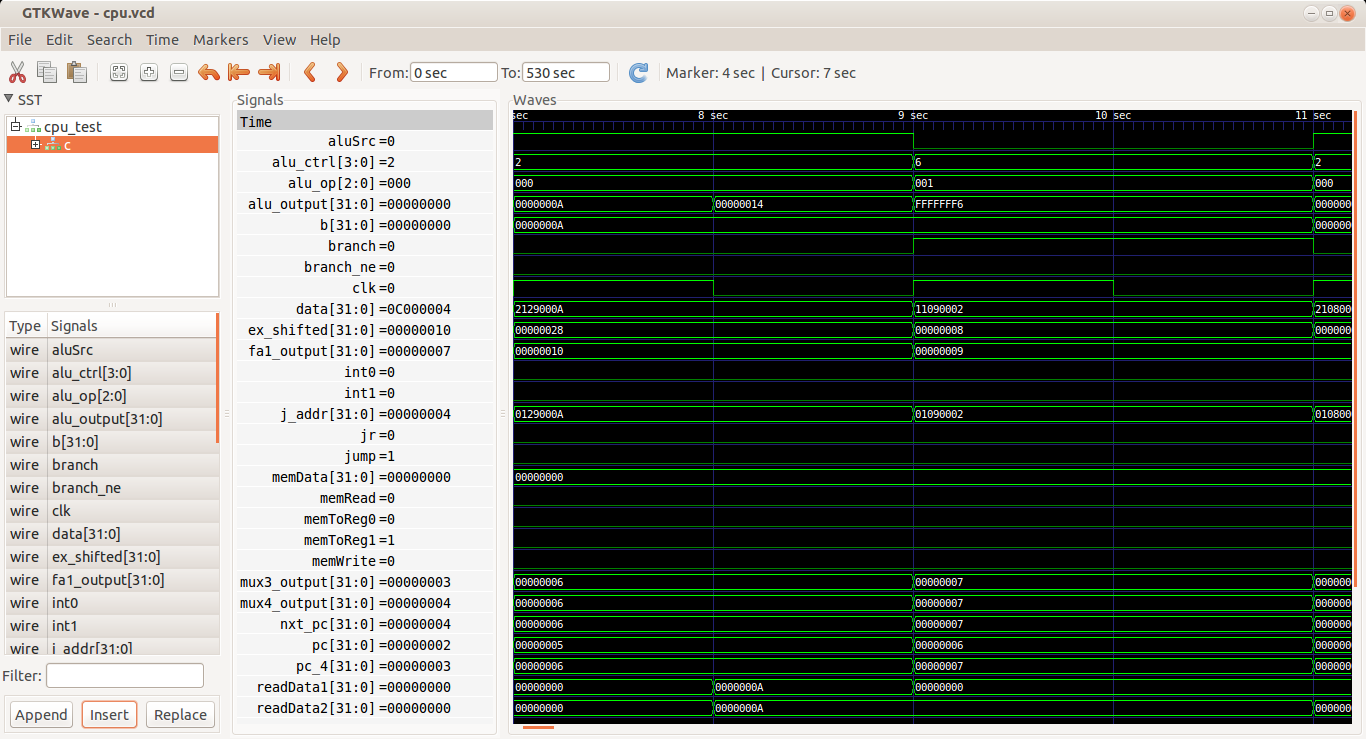 GTKWave - cpu.vcd
File Edit Search Time Markers View Help
From: 0 sec To: 530 sec Marker: 4 sec | Cursor: 7 sec
SST
cpu_test
c
Type Signals
wire aluSrc
wire alu_ctrl[3:0]
wire alu_op[2:0]
wire alu_output[31:0]
wire b[31:0]
wire branch
wire branch_ne
wire clk
wire data[31:0]
wire ex_shifted[31:0]
wire fa1_output[31:0]
wire int0
wire int1
wire j_addr[31:0]
Filter:
Append Insert Replace
Signals
Time
aluSrc=0
alu_ctrl[3:0]=2
alu_op[2:0]=000
alu_output[31:0]=00000000
b[31:0]=00000000
branch=0
branch_ne=0
clk=0
data[31:0]=0C000004
ex_shifted[31:0]=00000010
fa1_output[31:0]=00000007
int0=0
int1=0
j_addr[31:0]=00000004
jr=0
jump=1
memData[31:0]=00000000
memRead=0
memToReg0=0
memToReg1=1
memWrite=0
mux3_output[31:0]=00000003
mux4_output[31:0]=00000004
nxt_pc[31:0]=00000004
pc[31:0]=00000002
pc_4[31:0]=00000003
readData1[31:0]=00000000
readData2[31:0]=00000000
Waves
sec 8 sec 9 sec 10 sec 11 sec
2 6 2
000 001 000
0000000A 00000014 FFFFFFF6 000000
0000000A 000000
2129000A 11090002 210800
00000028 00000008 000000
00000010 00000009
0129000A 01090002 010800
00000000
00000006 00000007 000000
00000006 00000007 000000
00000006 00000007 000000
00000005 00000006 000000
00000006 00000007 000000
00000000 0000000A 00000000
00000000 0000000A 000000